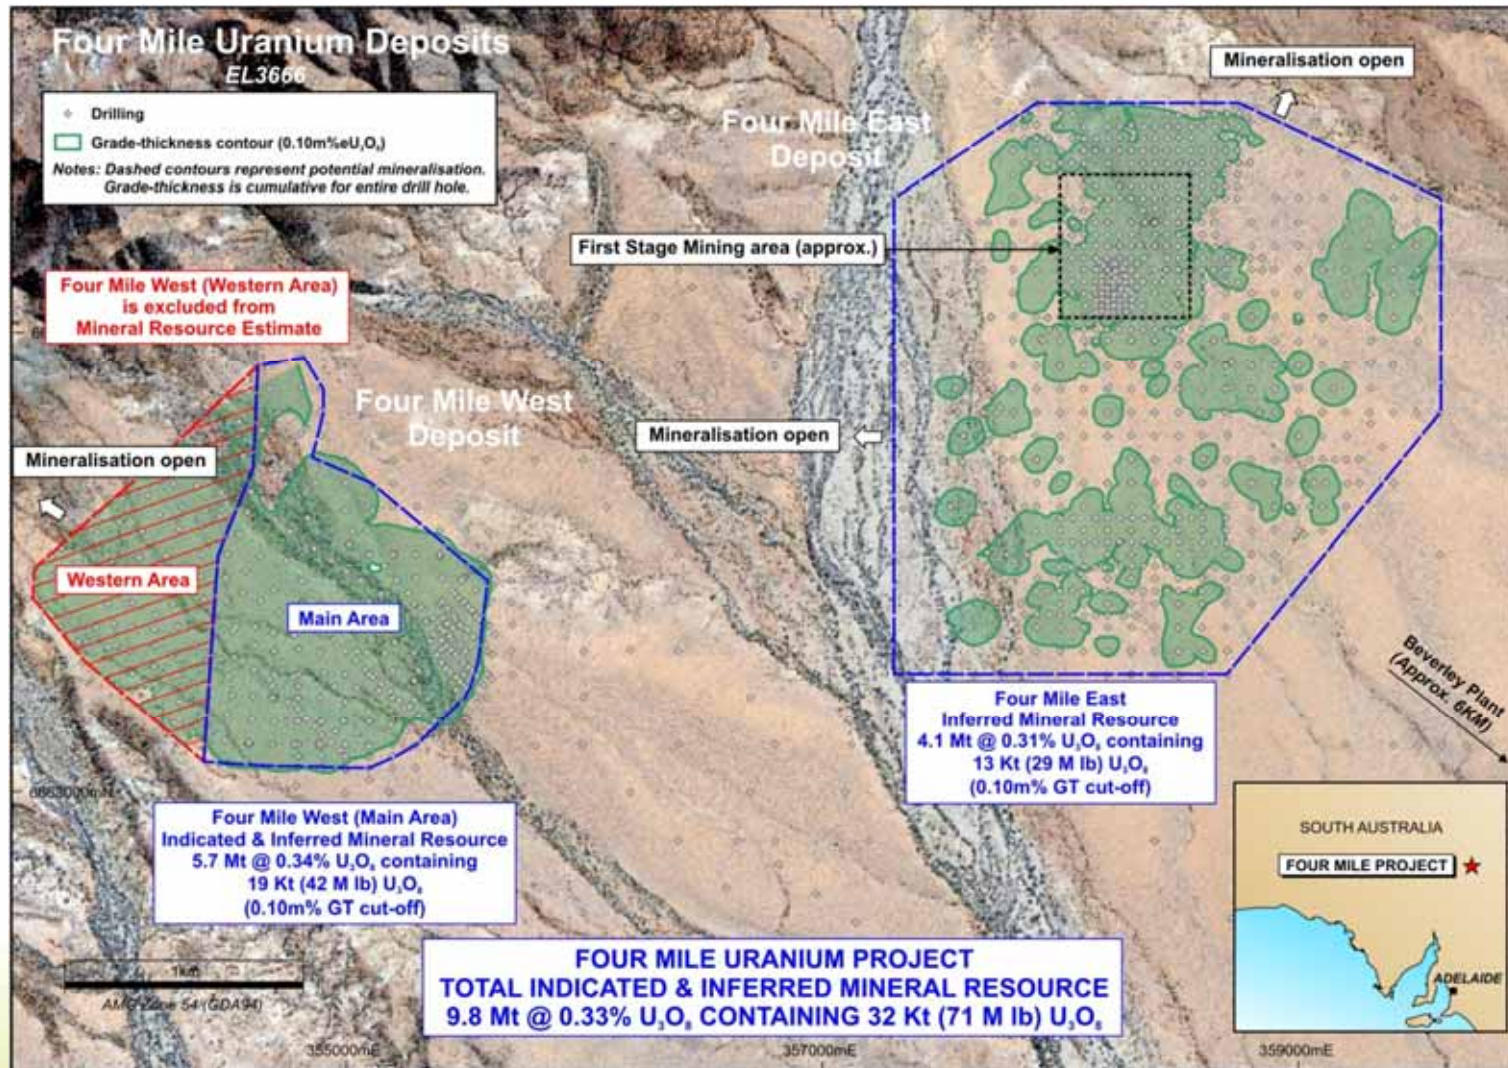 Four Mile Uranium Deposits
EL3666
Drilling
Grade-thickness contour (0.10m%eU₃O₈)
Notes: Dashed contours represent potential mineralisation.
Grade-thickness is cumulative for entire drill hole.
Mineralisation open
Four Mile East
Deposit
First Stage Mining area (approx.)
Four Mile West (Western Area)
is excluded from
Mineral Resource Estimate
Four Mile West
Deposit
Mineralisation open
Mineralisation open
Western Area
Main Area
Beverley Plant
(Approx. 6KM)
Four Mile East
Inferred Mineral Resource
4.1 Mt @ 0.31% U₃O₈ containing
13 Kt (29 M lb) U₃O₈
(0.10m% GT cut-off)
6663000mN
Four Mile West (Main Area)
Indicated & Inferred Mineral Resource
5.7 Mt @ 0.34% U₃O₈ containing
19 Kt (42 M lb) U₃O₈
(0.10m% GT cut-off)
SOUTH AUSTRALIA
FOUR MILE PROJECT
ADELAIDE
FOUR MILE URANIUM PROJECT
TOTAL INDICATED & INFERRED MINERAL RESOURCE
9.8 Mt @ 0.33% U₃O₈ CONTAINING 32 Kt (71 M lb) U₃O₈
1km
AMG Zone 54 (GDA94)
355000mE
357000mE
359000mE